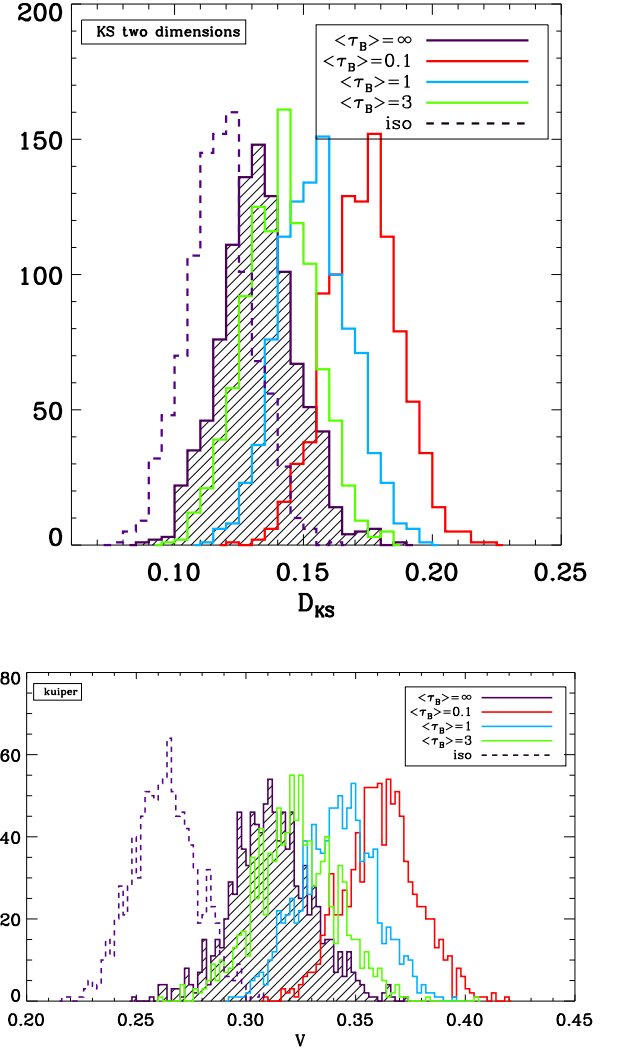 200
KS two dimensions
<τB>=∞
<τB>=0.1
<τB>=1
<τB>=3
iso
150
100
50
0
0.10 0.15 0.20 0.25
DKS
80
kuiper
<τB>=∞
<τB>=0.1
<τB>=1
<τB>=3
iso
60
40
20
0
0.20 0.25 0.30 0.35 0.40 0.45
V